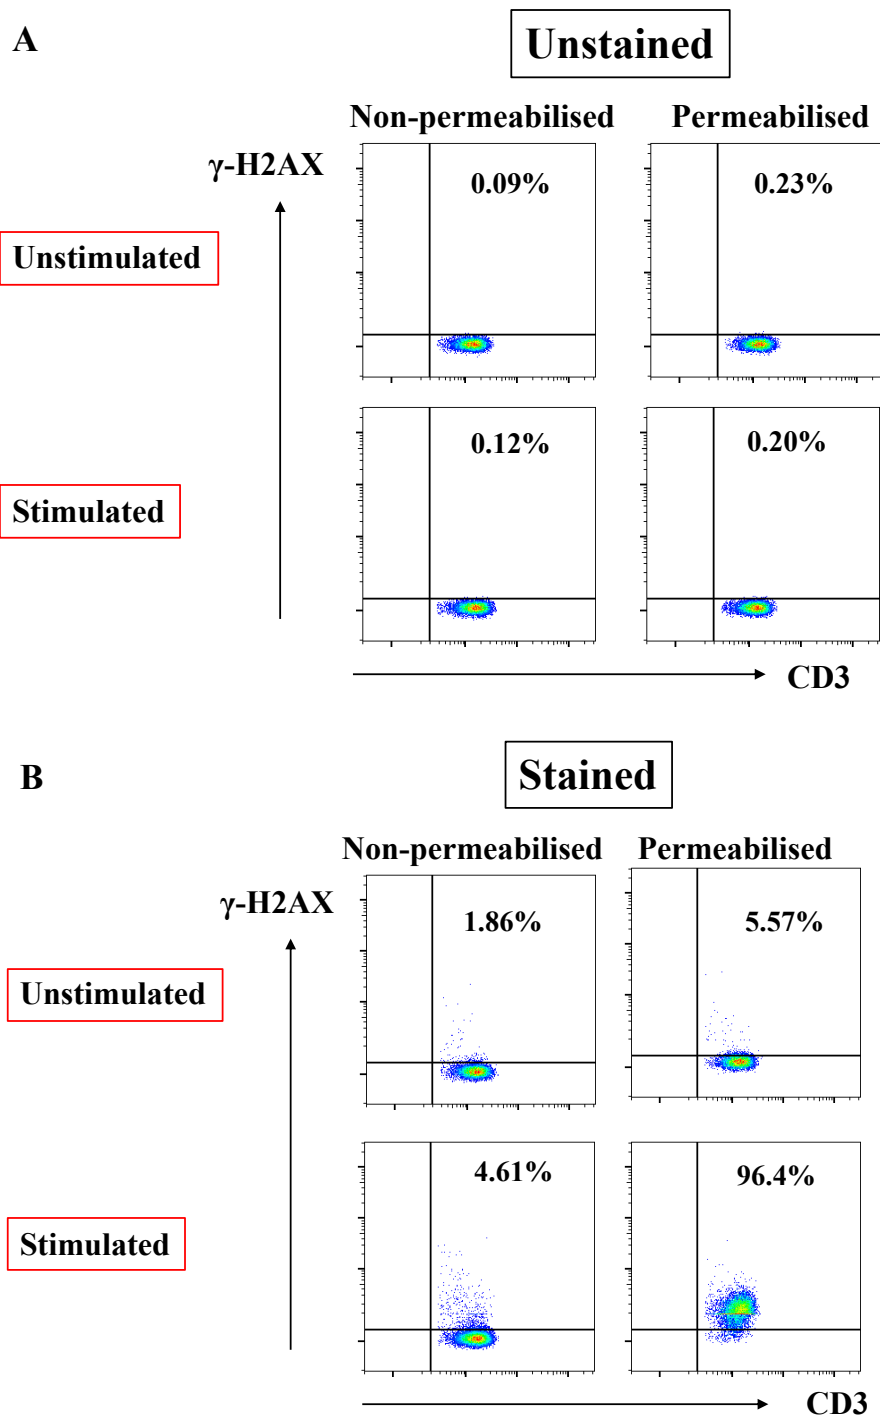 A
Unstained
Non-permeabilised Permeabilised
γ-H2AX
0.09% 0.23%
Unstimulated
0.12% 0.20%
Stimulated
CD3
B
Stained
Non-permeabilised Permeabilised
γ-H2AX
1.86% 5.57%
Unstimulated
4.61% 96.4%
Stimulated
CD3